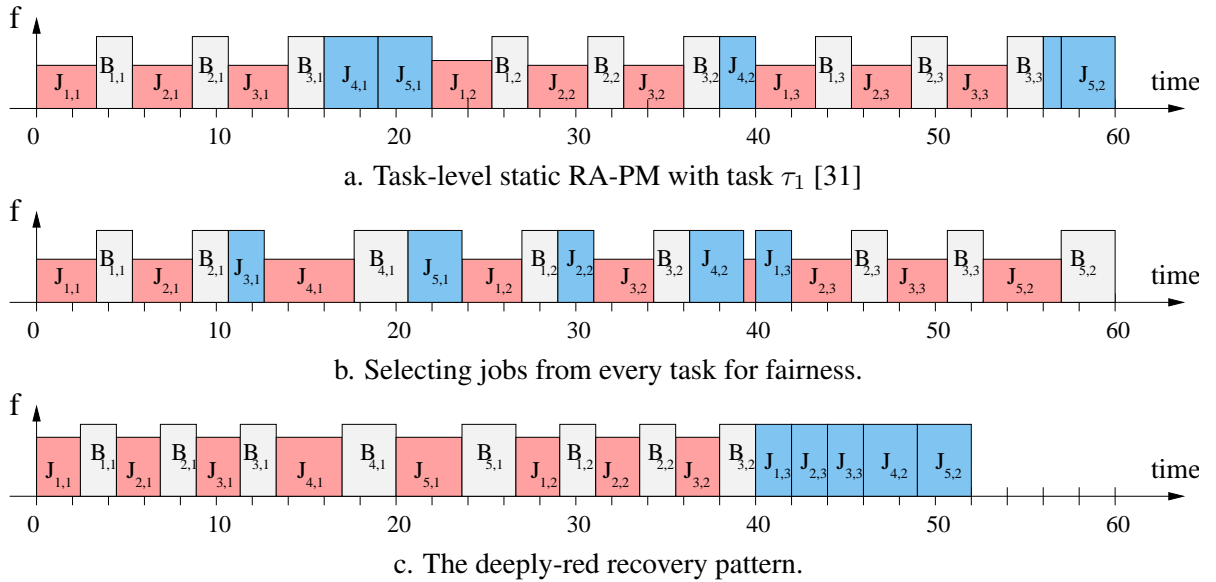 f
J1,1 B1,1 J2,1 B2,1 J3,1 B3,1 J4,1 J5,1 J1,2 B1,2 J2,2 B2,2 J3,2 B3,2 J4,2 J1,3 B1,3 J2,3 B2,3 J3,3 B3,3 J5,2 time
0 10 20 30 40 50 60
a. Task-level static RA-PM with task τ1 [31]
f
J1,1 B1,1 J2,1 B2,1 J3,1 J4,1 B4,1 J5,1 J1,2 B1,2 J2,2 J3,2 B3,2 J4,2 J1,3 J2,3 B2,3 J3,3 B3,3 J5,2 B5,2 time
0 10 20 30 40 50 60
b. Selecting jobs from every task for fairness.
f
J1,1 B1,1 J2,1 B2,1 J3,1 B3,1 J4,1 B4,1 J5,1 B5,1 J1,2 B1,2 J2,2 B2,2 J3,2 B3,2 J1,3 J2,3 J3,3 J4,2 J5,2 time
0 10 20 30 40 50 60
c. The deeply-red recovery pattern.